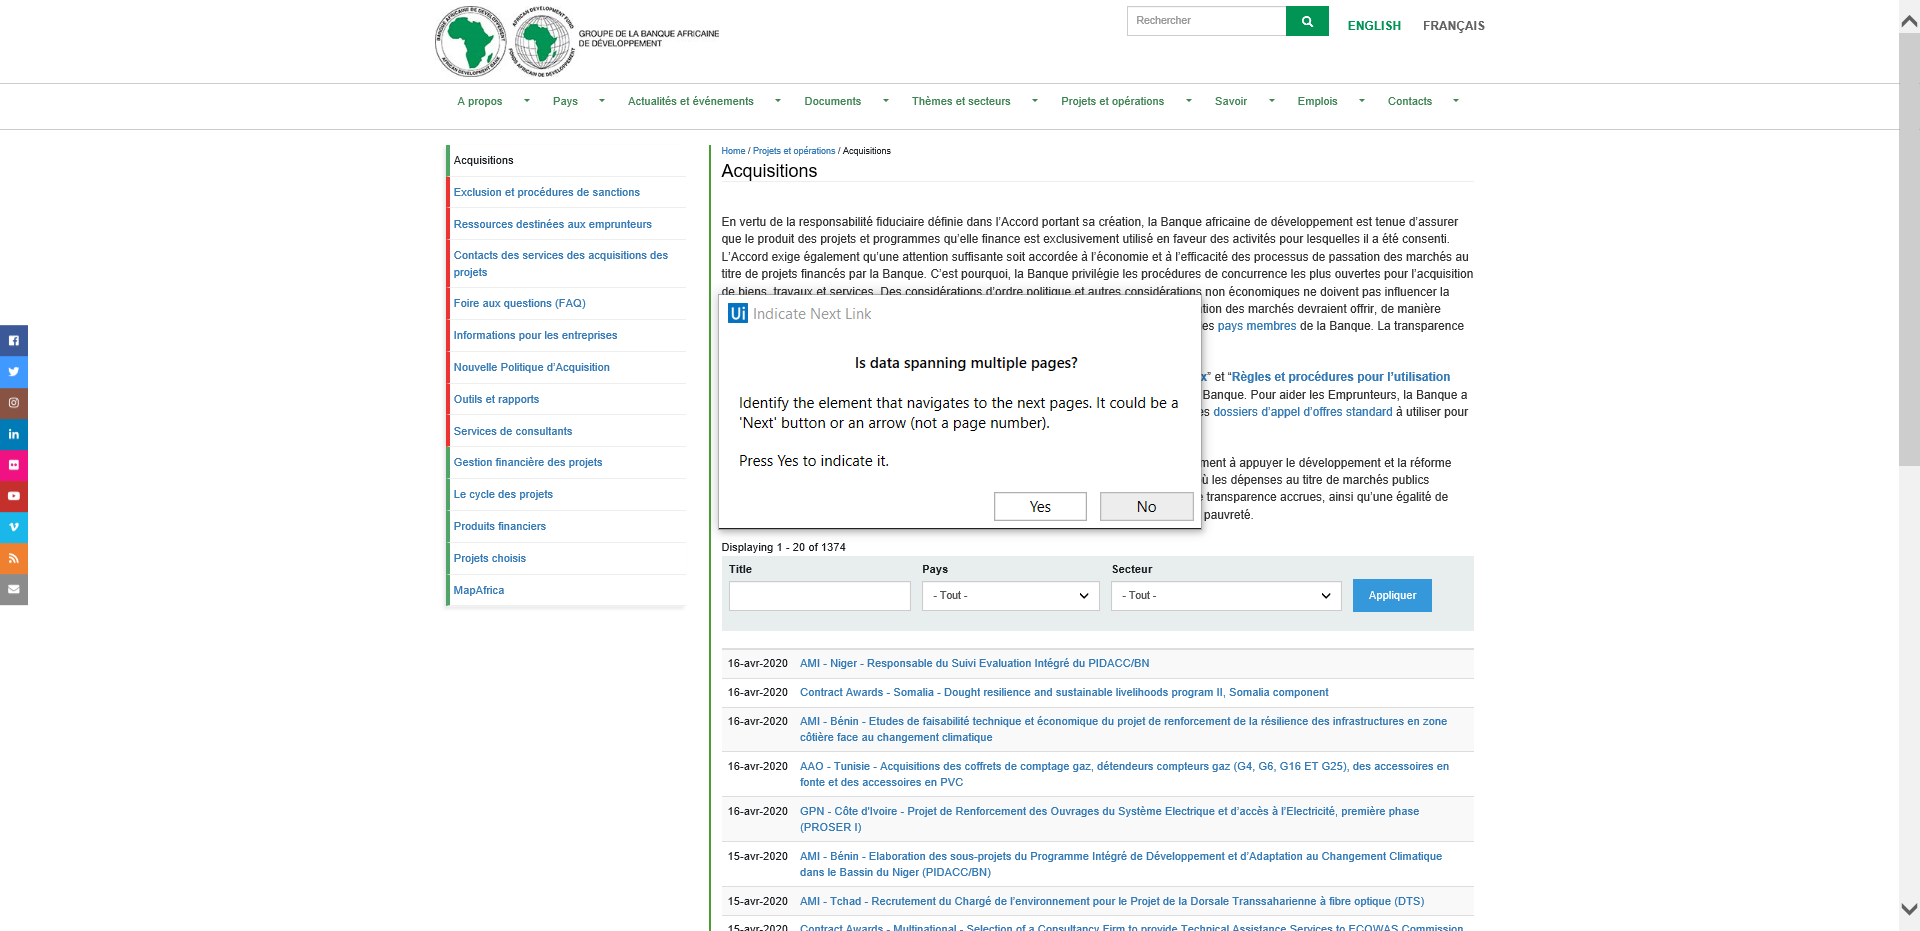 GROUPE DE LA BANQUE AFRICAINE
DE DÉVELOPPEMENT
Rechercher
ENGLISH
FRANÇAIS
A propos
Pays
Actualités et événements
Documents
Thèmes et secteurs
Projets et opérations
Savoir
Emplois
Contacts
Acquisitions
Exclusion et procédures de sanctions
Ressources destinées aux emprunteurs
Contacts des services des acquisitions des
projets
Foire aux questions (FAQ)
Informations pour les entreprises
Nouvelle Politique d'Acquisition
Outils et rapports
Services de consultants
Gestion financière des projets
Le cycle des projets
Produits financiers
Projets choisis
MapAfrica
Home / Projets et opérations / Acquisitions
Acquisitions
En vertu de la responsabilité fiduciaire définie dans l'Accord portant sa création, la Banque africaine de développement est tenue d'assurer
que le produit des projets et programmes qu'elle finance est exclusivement utilisé en faveur des activités pour lesquelles il a été consenti.
L'Accord exige également qu'une attention suffisante soit accordée à l'économie et à l'efficacité des processus de passation des marchés au
titre de projets financés par la Banque. C'est pourquoi, la Banque privilégie les procédures de concurrence les plus ouvertes pour l'acquisition
de biens, travaux et services. Des considérations d'ordre politique et autres considérations non économiques ne doivent pas influencer la
tion des marchés devraient offrir, de manière
es pays membres de la Banque. La transparence
x" et "Règles et procédures pour l'utilisation
Banque. Pour aider les Emprunteurs, la Banque a
es dossiers d'appel d'offres standard à utiliser pour
ment à appuyer le développement et la réforme
ù les dépenses au titre de marchés publics
e transparence accrues, ainsi qu'une égalité de
pauvreté.
Ui Indicate Next Link
Is data spanning multiple pages?
Identify the element that navigates to the next pages. It could be a
'Next' button or an arrow (not a page number).
Press Yes to indicate it.
Yes
No
Displaying 1 - 20 of 1374
Title
Pays
Secteur
- Tout -
- Tout -
Appliquer
16-avr-2020 AMI - Niger - Responsable du Suivi Evaluation Intégré du PIDACC/BN
16-avr-2020 Contract Awards - Somalia - Dought resilience and sustainable livelihoods program II, Somalia component
16-avr-2020 AMI - Bénin - Etudes de faisabilité technique et économique du projet de renforcement de la résilience des infrastructures en zone
côtière face au changement climatique
16-avr-2020 AAO - Tunisie - Acquisitions des coffrets de comptage gaz, détendeurs compteurs gaz (G4, G6, G16 ET G25), des accessoires en
fonte et des accessoires en PVC
16-avr-2020 GPN - Côte d'Ivoire - Projet de Renforcement des Ouvrages du Système Electrique et d'accès à l'Electricité, première phase
(PROSER I)
15-avr-2020 AMI - Bénin - Elaboration des sous-projets du Programme Intégré de Développement et d'Adaptation au Changement Climatique
dans le Bassin du Niger (PIDACC/BN)
15-avr-2020 AMI - Tchad - Recrutement du Chargé de l'environnement pour le Projet de la Dorsale Transsaharienne à fibre optique (DTS)
15-avr-2020 Contract Awards - Multinational - Selection of a Consultancy Firm to provide Technical Assistance Services to ECOWAS Commission